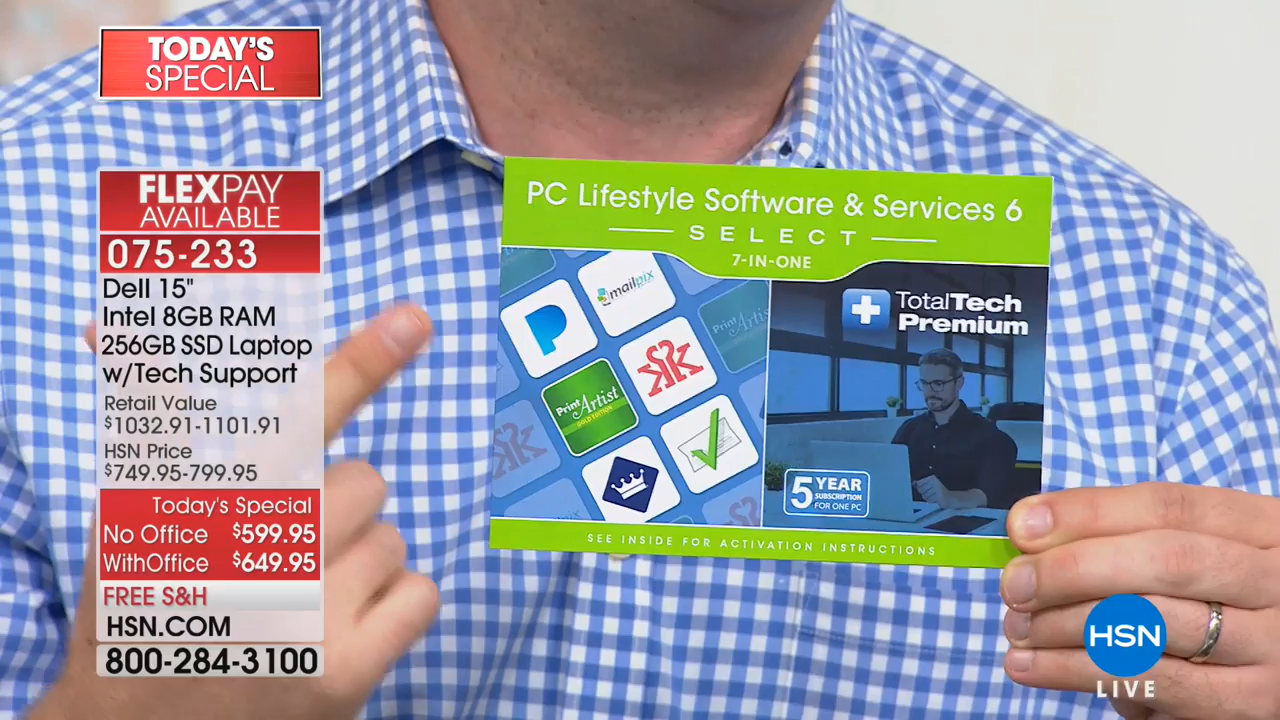 TODAY'S
SPECIAL
FLEXPAY
AVAILABLE
075-233
Dell 15"
Intel 8GB RAM
256GB SSD Laptop
w/Tech Support
Retail Value
$1032.91-1101.91
HSN Price
$749.95-799.95
Today's Special
No Office $599.95
WithOffice $649.95
FREE S&H
HSN.COM
800-284-3100
PC Lifestyle Software & Services 6
SELECT
7-IN-ONE
mailpix
Print Artist
Print Artist
GOLD EDITION
TotalTech
Premium
5 YEAR
SUBSCRIPTION
FOR ONE PC
SEE INSIDE FOR ACTIVATION INSTRUCTIONS
HSN
LIVE